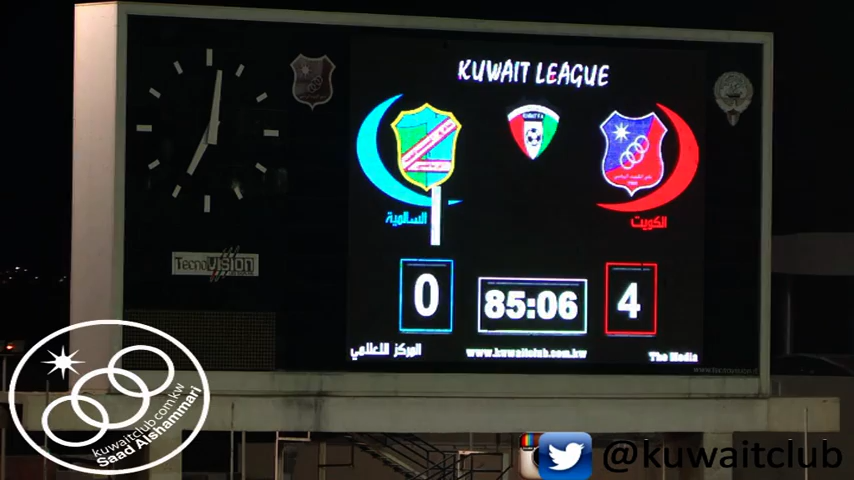 KUWAIT LEAGUE
السالمية
الكويت
0
85:06
4
TecnoVISION
المركز الاعلامي
www.kuwaitclub.com.kw
The Media
kuwaitclub.com.kw
Saad Alshammari
@kuwaitclub